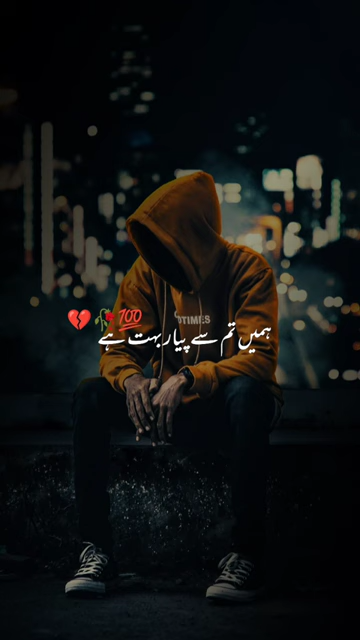 ہمیں تم سے پیار بہت ہے 💯🥀💔